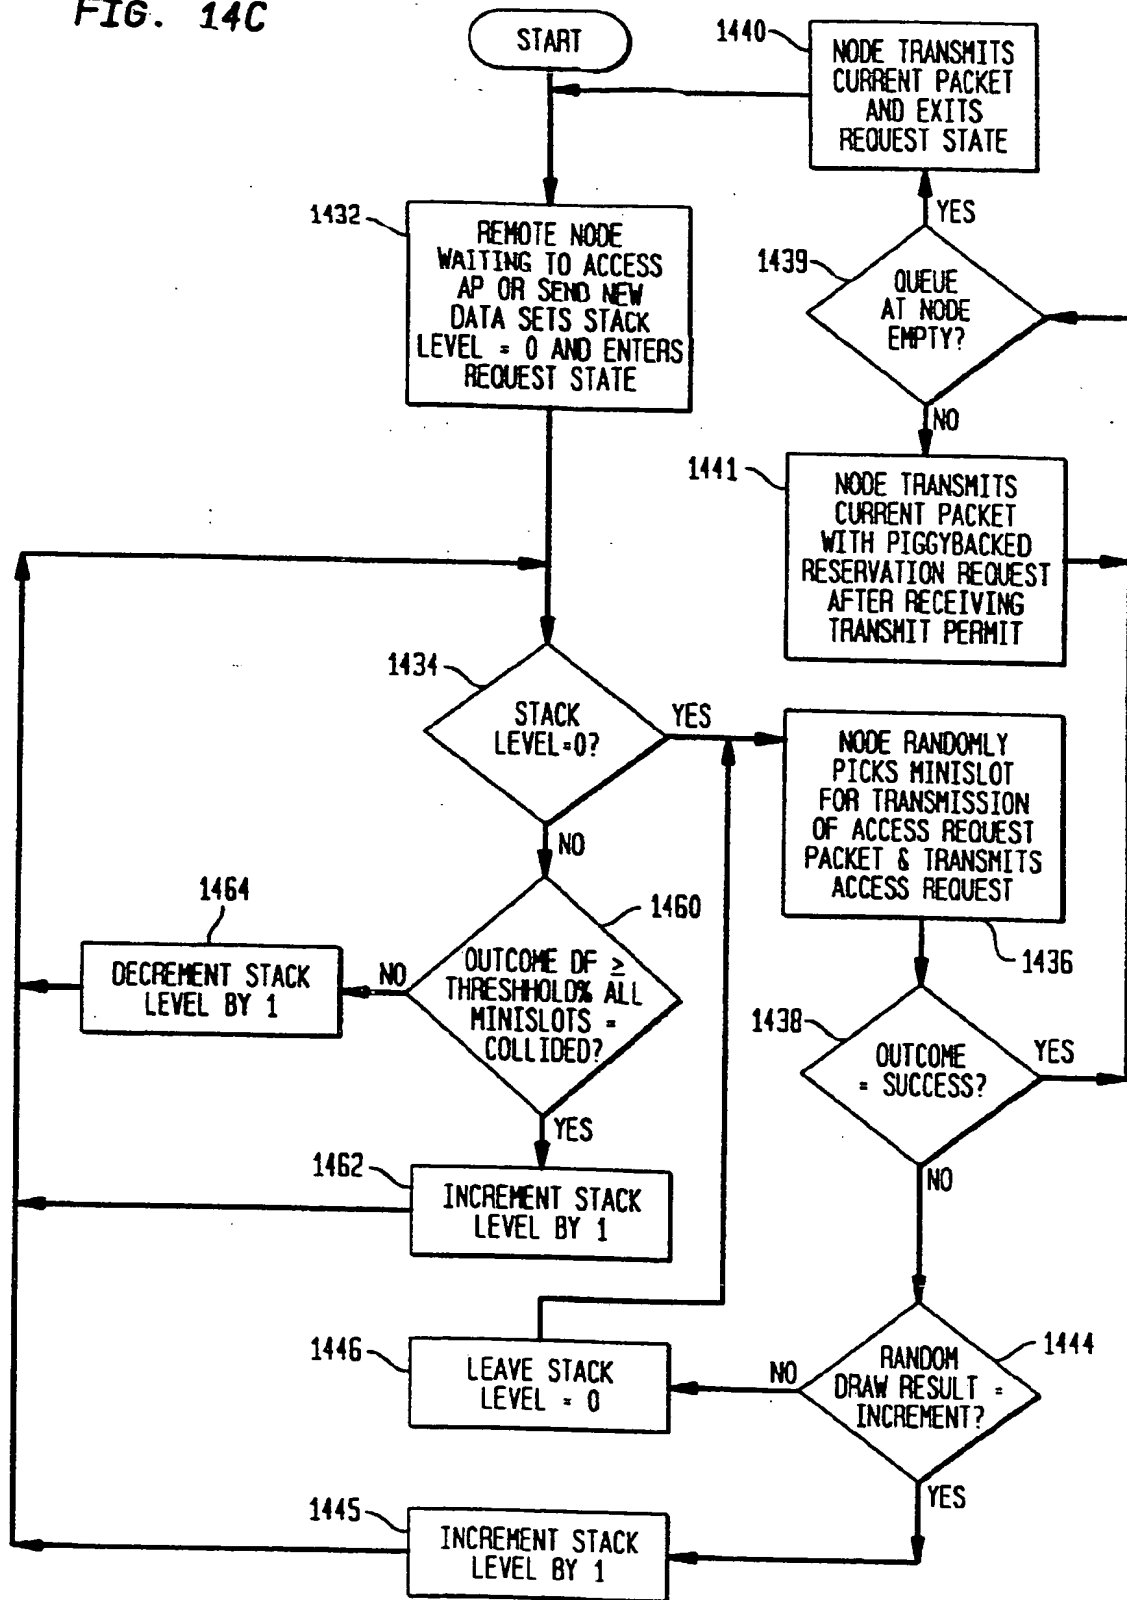 FIG. 14C
START
1440
NODE TRANSMITS
CURRENT PACKET
AND EXITS
REQUEST STATE
1432
REMOTE NODE
WAITING TO ACCESS
AP OR SEND NEW
DATA SETS STACK
LEVEL = 0 AND ENTERS
REQUEST STATE
YES
1439
QUEUE
AT NODE
EMPTY?
NO
1441
NODE TRANSMITS
CURRENT PACKET
WITH PIGGYBACKED
RESERVATION REQUEST
AFTER RECEIVING
TRANSMIT PERMIT
1434
STACK
LEVEL=0?
YES
NO
NODE RANDOMLY
PICKS MINISLOT
FOR TRANSMISSION
OF ACCESS REQUEST
PACKET & TRANSMITS
ACCESS REQUEST
1436
1464
DECREMENT STACK
LEVEL BY 1
NO
1460
OUTCOME OF ≥
THRESHHOLD% ALL
MINISLOTS =
COLLIDED?
YES
1438
OUTCOME
= SUCCESS?
YES
NO
1462
INCREMENT STACK
LEVEL BY 1
1446
LEAVE STACK
LEVEL = 0
NO
1444
RANDOM
DRAW RESULT =
INCREMENT?
YES
1445
INCREMENT STACK
LEVEL BY 1